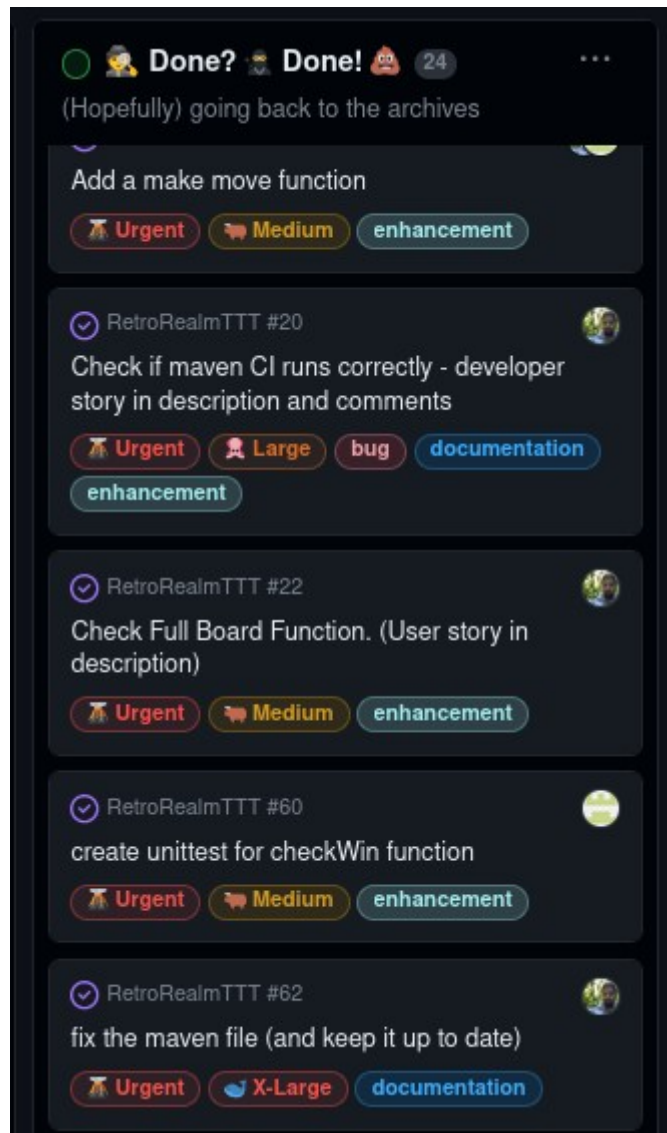 Done? Done! 24
(Hopefully) going back to the archives
Add a make move function
Urgent Medium enhancement
RetroRealmTTT #20
Check if maven CI runs correctly - developer
story in description and comments
Urgent Large bug documentation
enhancement
RetroRealmTTT #22
Check Full Board Function. (User story in
description)
Urgent Medium enhancement
RetroRealmTTT #60
create unittest for checkWin function
Urgent Medium enhancement
RetroRealmTTT #62
fix the maven file (and keep it up to date)
Urgent X-Large documentation